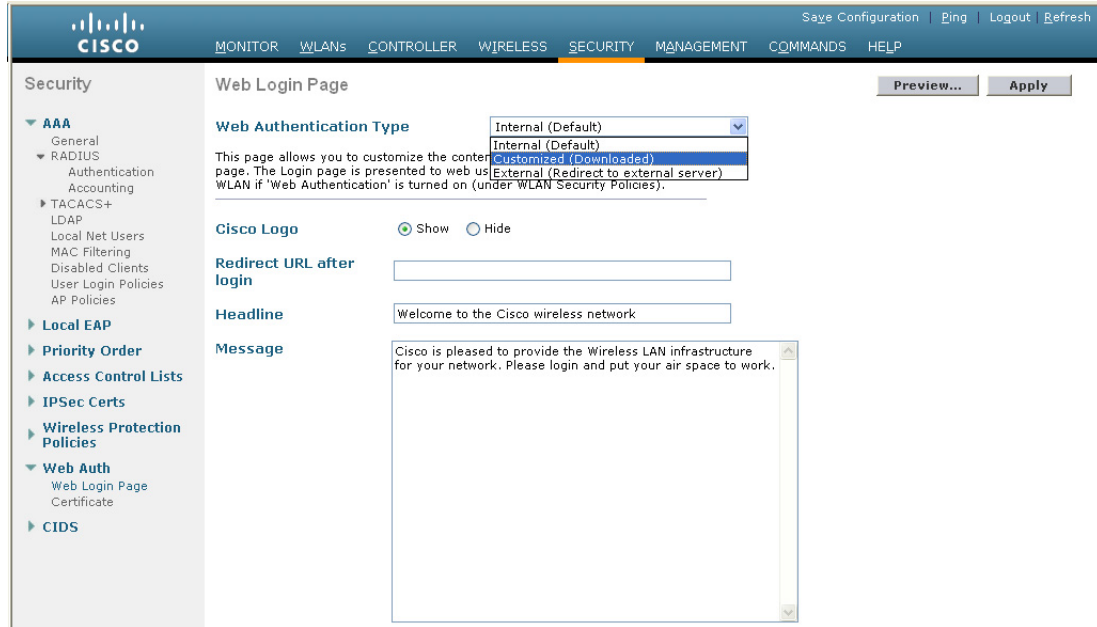 Save Configuration | Ping | Logout | Refresh
CISCO
MONITOR WLANs CONTROLLER WIRELESS SECURITY MANAGEMENT COMMANDS HELP
Security
AAA
General
RADIUS
Authentication
Accounting
TACACS+
LDAP
Local Net Users
MAC Filtering
Disabled Clients
User Login Policies
AP Policies
Local EAP
Priority Order
Access Control Lists
IPSec Certs
Wireless Protection
Policies
Web Auth
Web Login Page
Certificate
CIDS
Web Login Page
Preview... Apply
Web Authentication Type Internal (Default)
Internal (Default)
Customized (Downloaded)
External (Redirect to external server)
This page allows you to customize the conten
page. The Login page is presented to web us
WLAN if 'Web Authentication' is turned on (under WLAN Security Policies).
Cisco Logo Show Hide
Redirect URL after
login
Headline Welcome to the Cisco wireless network
Message Cisco is pleased to provide the Wireless LAN infrastructure
for your network. Please login and put your air space to work.